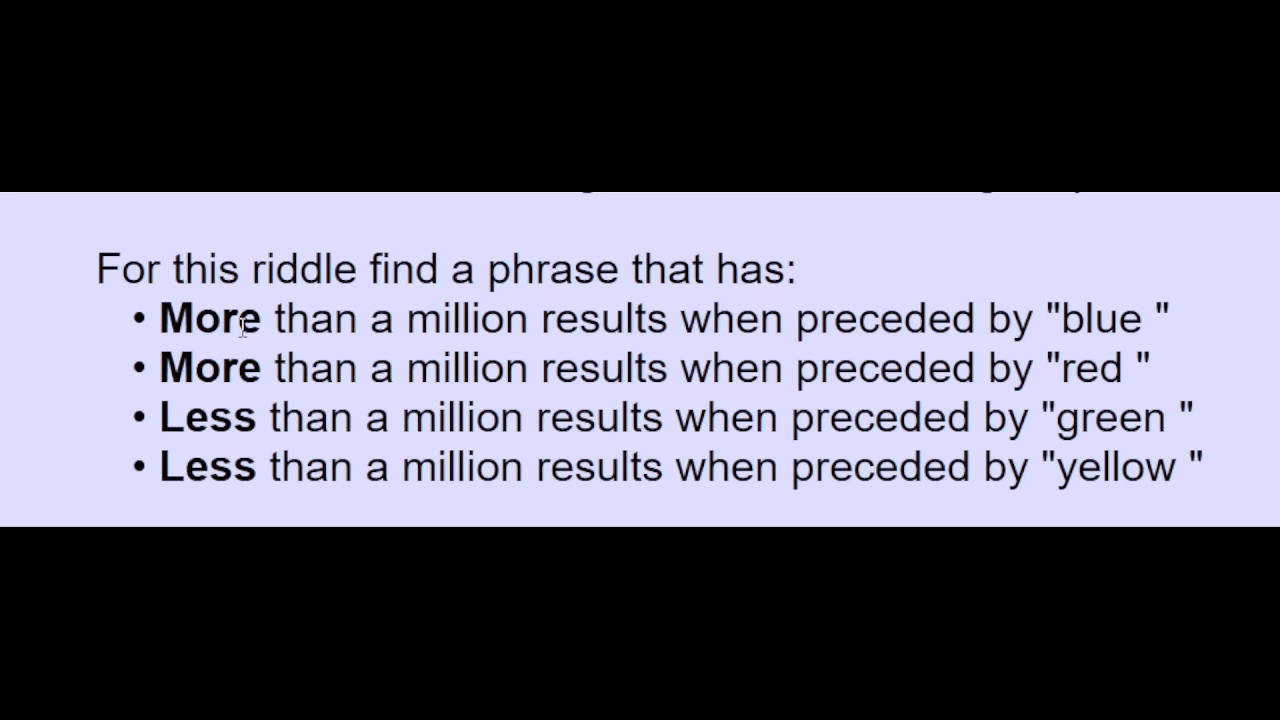 For this riddle find a phrase that has:
• More than a million results when preceded by "blue "
• More than a million results when preceded by "red "
• Less than a million results when preceded by "green "
• Less than a million results when preceded by "yellow "